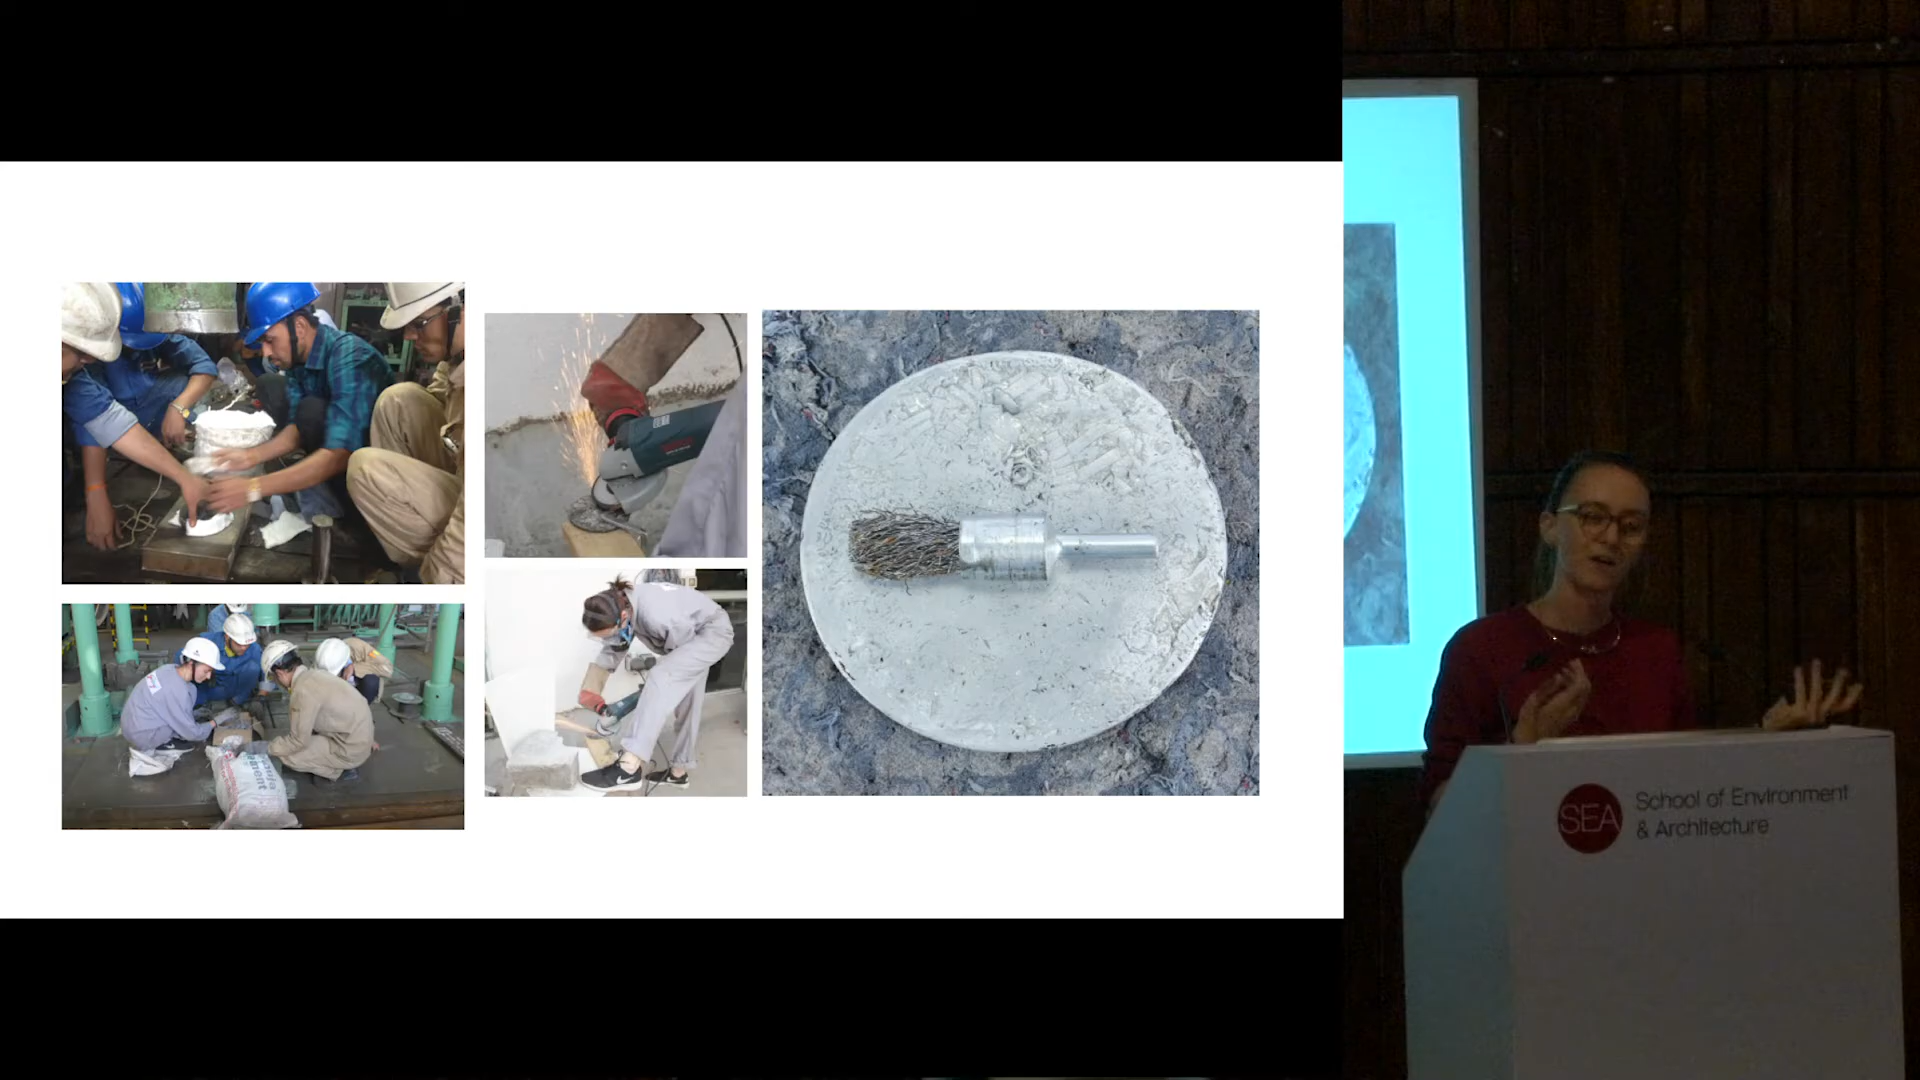 SEA
School of Environment
& Architecture